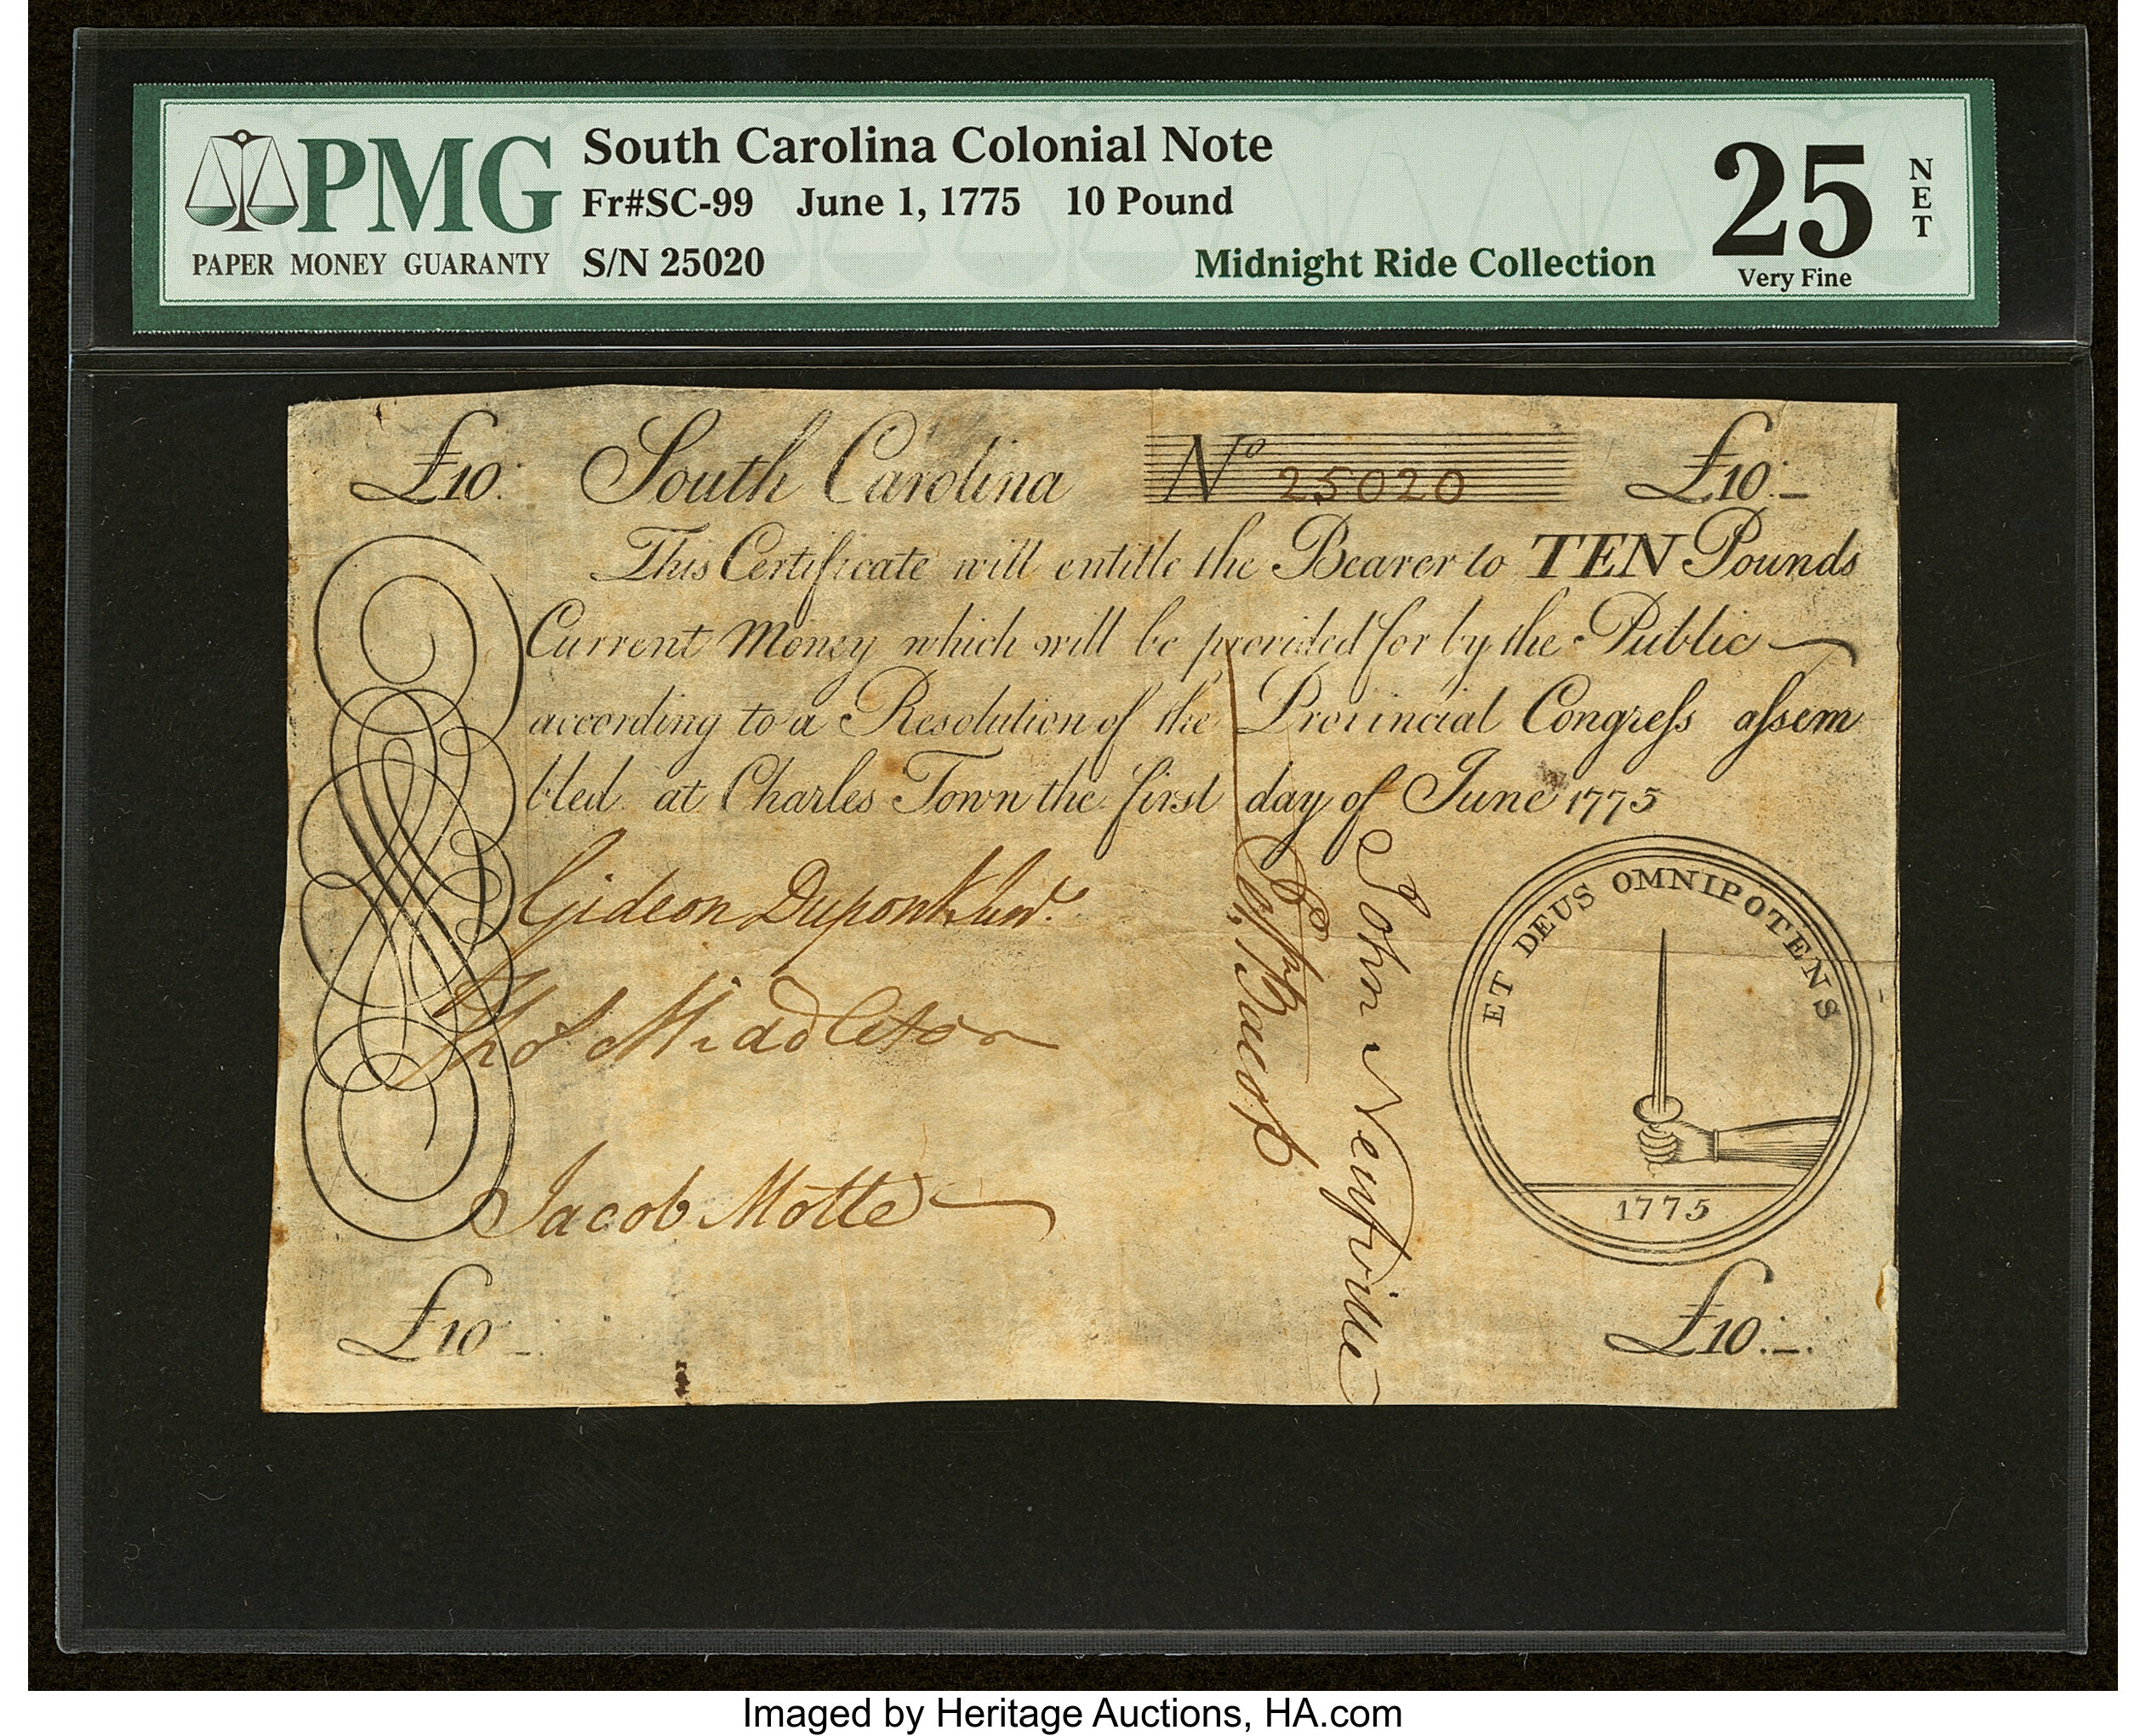 PMG
PAPER MONEY GUARANTY
South Carolina Colonial Note
Fr#SC-99 June 1, 1775 10 Pound
S/N 25020
Midnight Ride Collection
25
NET
Very Fine
£10. South Carolina No 25020 £10.
This Certificate will entitle the Bearer to TEN Pounds
Current Money which will be provided for by the Public
according to a Resolution of the Provincial Congreſs aſsem
bled at Charles Town the first day of June 1775
Gideon Dupont Junr.
Thos Middleton
Jacob Motte
John Neufville
ET DEUS OMNIPOTENS
1775
£10
£10
Imaged by Heritage Auctions, HA.com